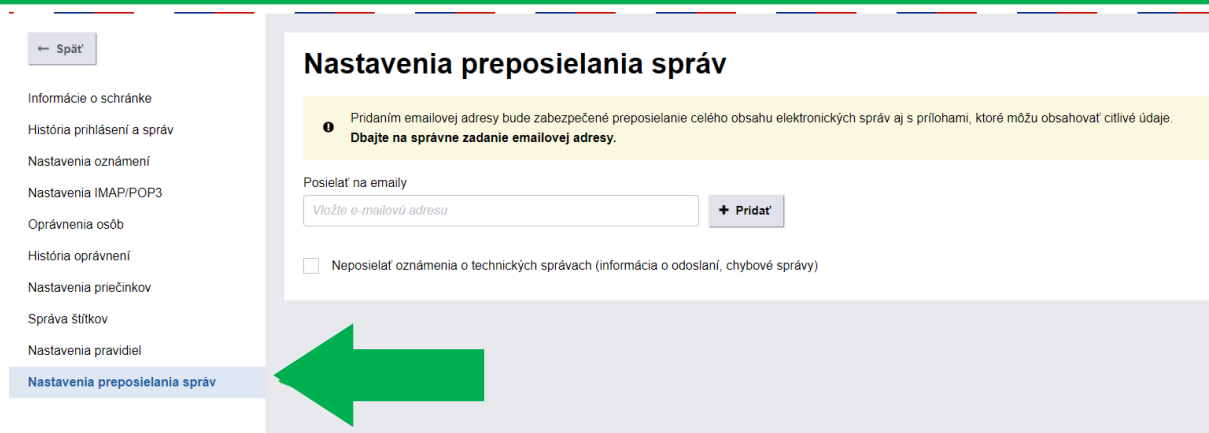 ← Späť
Informácie o schránke
História prihlásení a správ
Nastavenia oznámení
Nastavenia IMAP/POP3
Oprávnenia osôb
História oprávnení
Nastavenia priečinkov
Správa štítkov
Nastavenia pravidiel
Nastavenia preposielania správ
Nastavenia preposielania správ
Pridaním emailovej adresy bude zabezpečené preposielanie celého obsahu elektronických správ aj s prílohami, ktoré môžu obsahovať citlivé údaje.
Dbajte na správne zadanie emailovej adresy.
Posielať na emaily
Vložte e-mailovú adresu
+ Pridať
Neposielať oznámenia o technických správach (informácia o odoslaní, chybové správy)